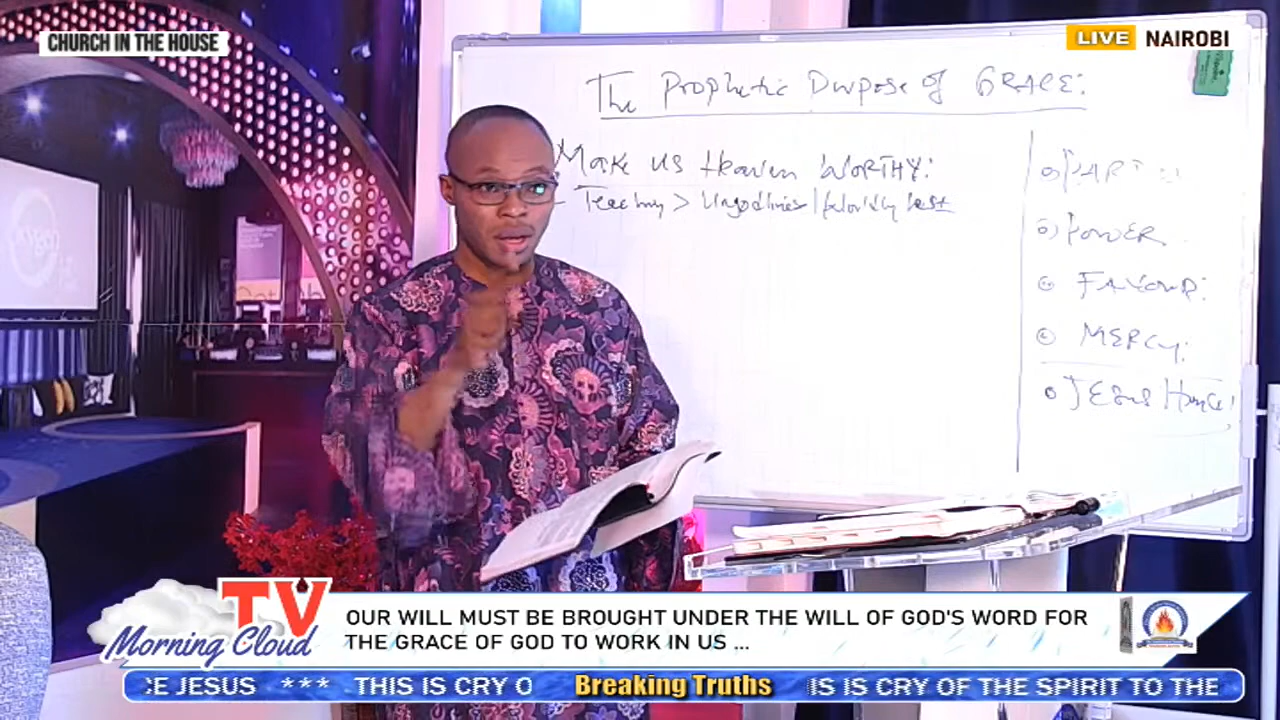 CHURCH IN THE HOUSE
LIVE NAIROBI
The Prophetic Purpose of GRACE:
Make us Heaven WORTHY:
- Teaching > Ungodliness / Worldly
POWER
FAVOUR:
MERCY:
JESUS
TV
Morning Cloud
OUR WILL MUST BE BROUGHT UNDER THE WILL OF GOD'S WORD FOR
THE GRACE OF GOD TO WORK IN US ...
E JESUS *** THIS IS CRY O
Breaking Truths
IS IS CRY OF THE SPIRIT TO THE